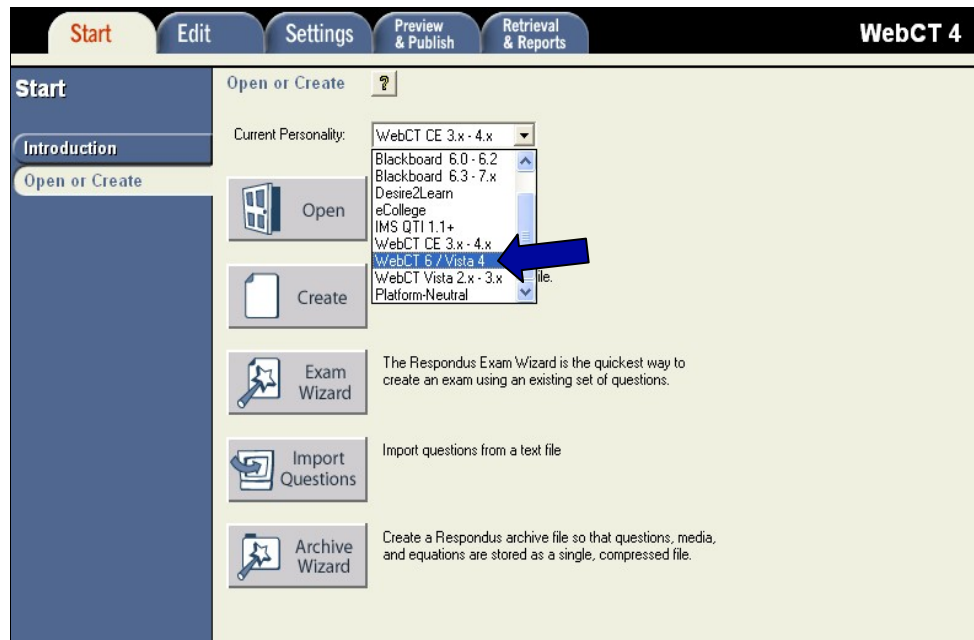 Start
Edit
Settings
Preview
& Publish
Retrieval
& Reports
WebCT 4
Start
Introduction
Open or Create
Open or Create
?
Current Personality:
WebCT CE 3.x - 4.x
Blackboard 6.0 - 6.2
Blackboard 6.3 - 7.x
Desire2Learn
eCollege
IMS QTI 1.1+
WebCT CE 3.x - 4.x
WebCT 6 / Vista 4
WebCT Vista 2.x - 3.x
Platform-Neutral
Open
file.
Create
Exam
Wizard
The Respondus Exam Wizard is the quickest way to
create an exam using an existing set of questions.
Import
Questions
Import questions from a text file
Archive
Wizard
Create a Respondus archive file so that questions, media,
and equations are stored as a single, compressed file.